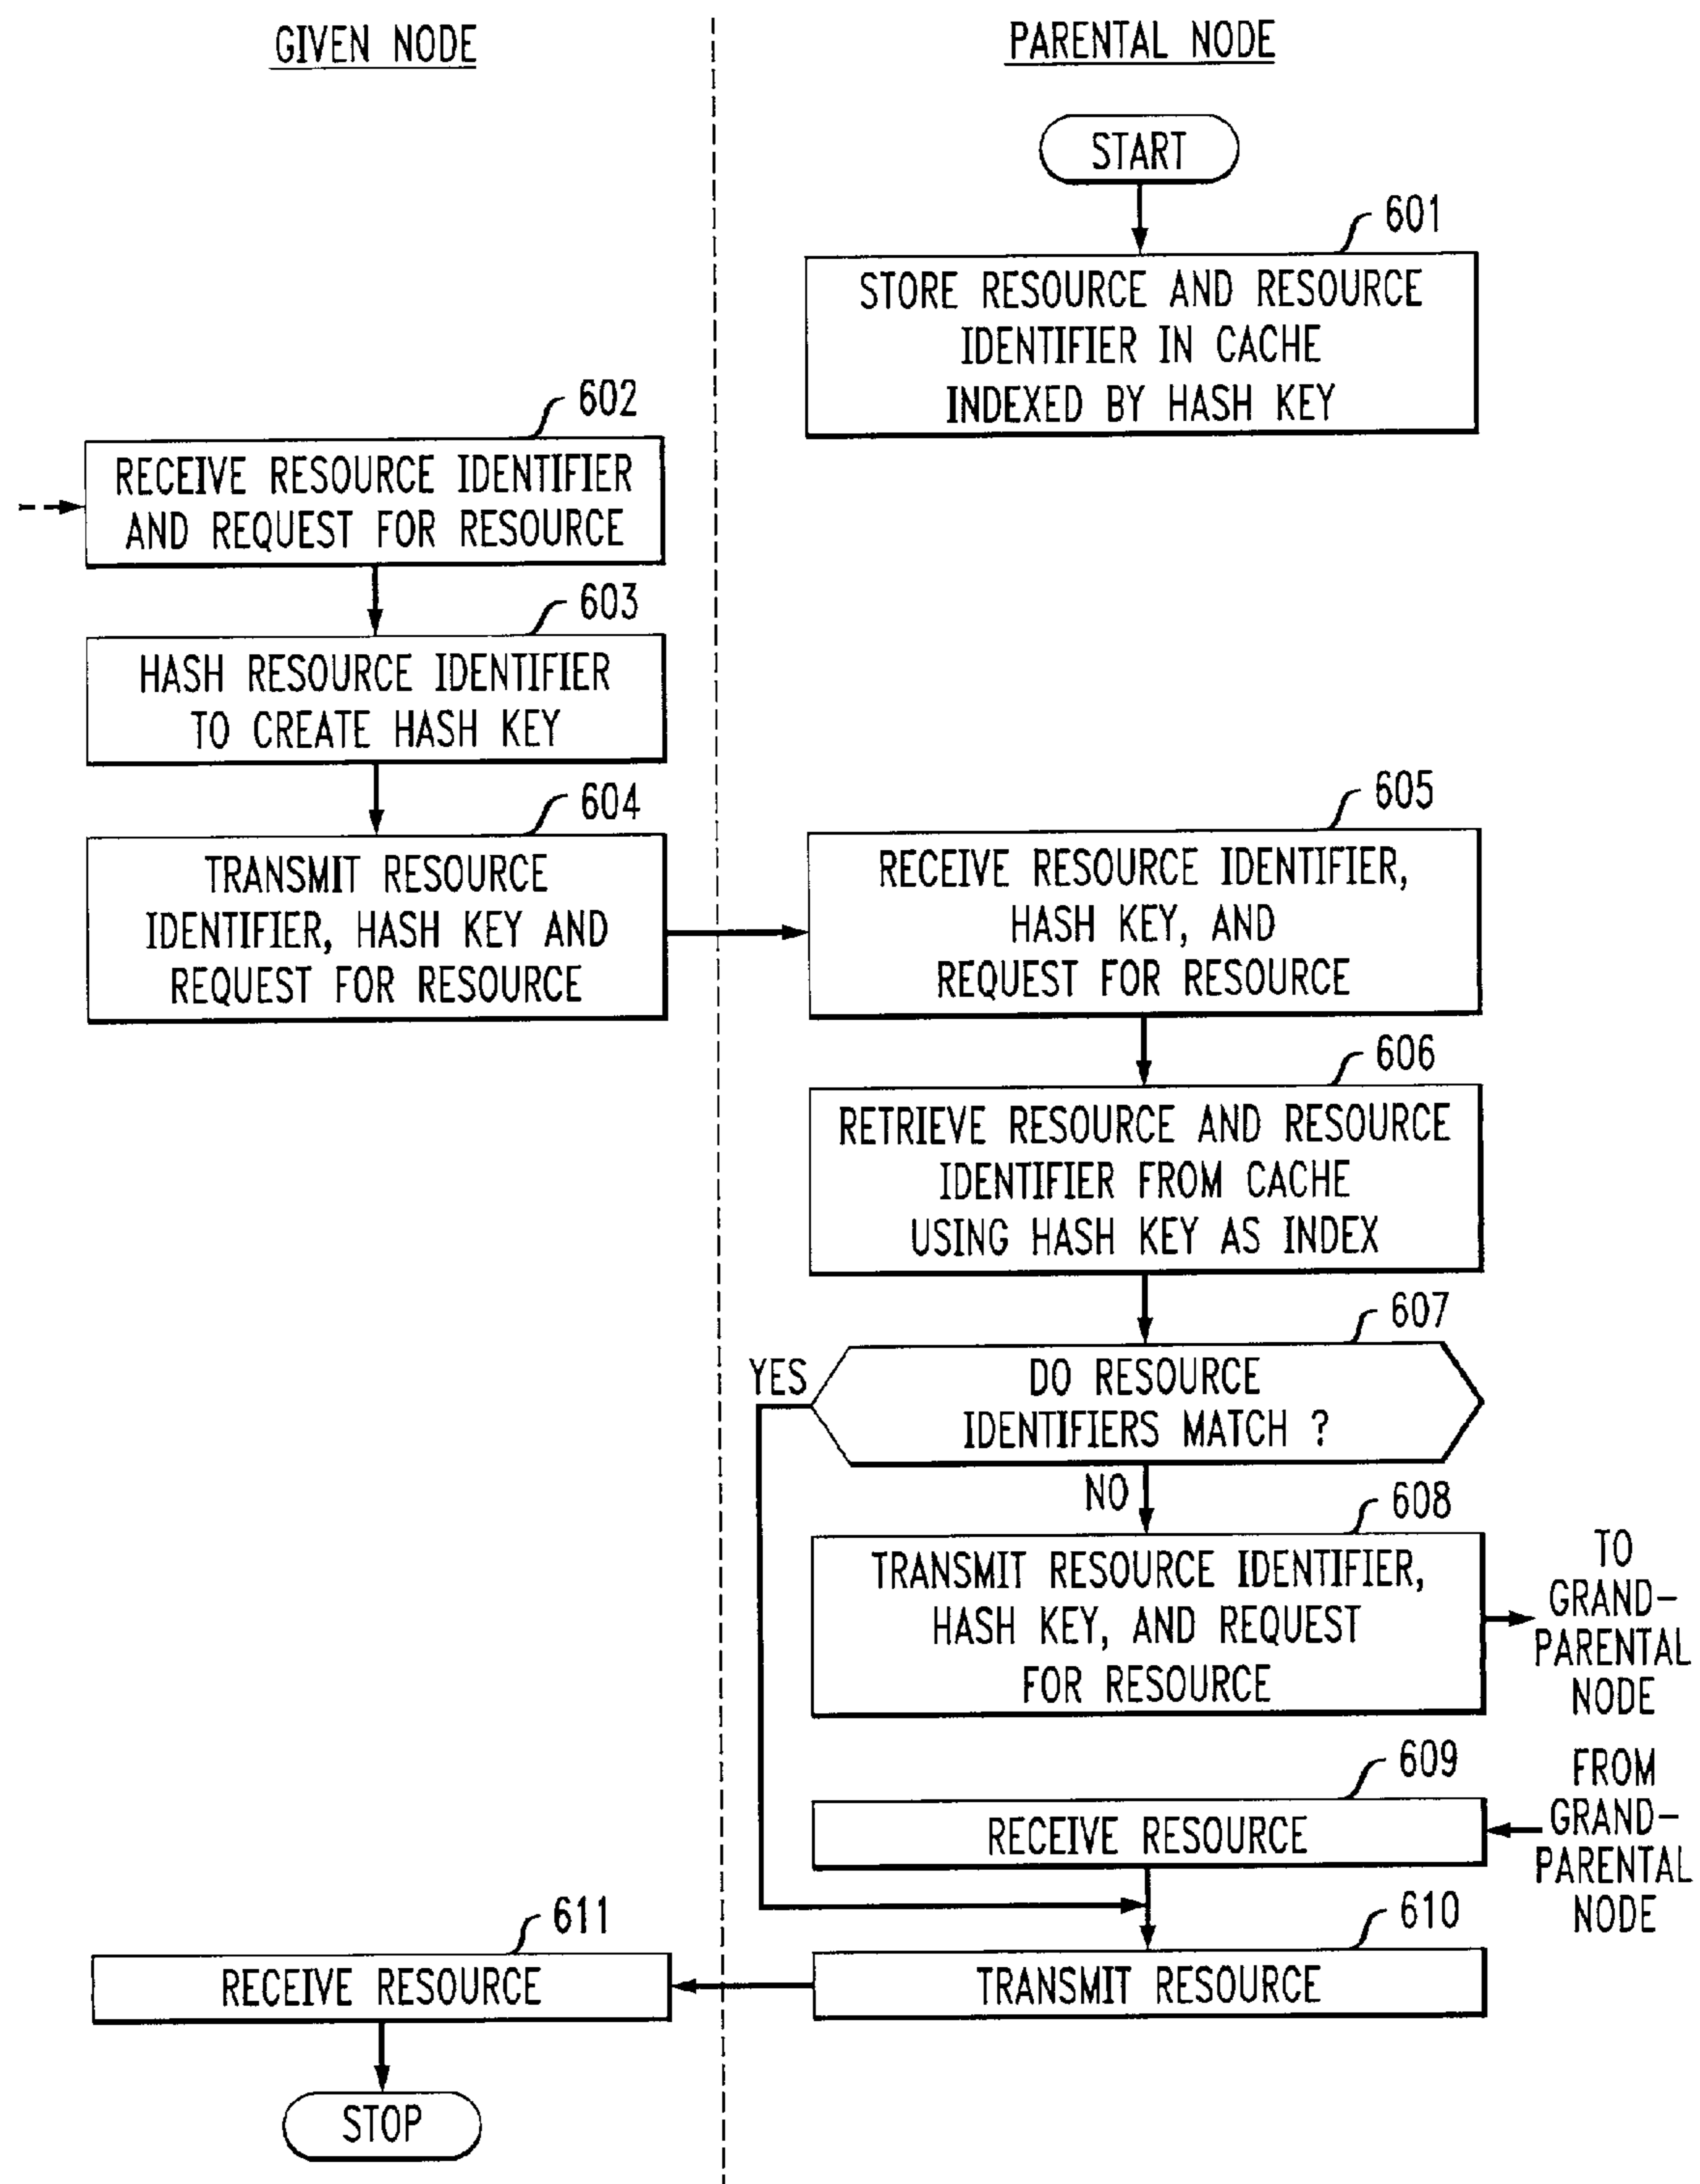 GIVEN NODE
PARENTAL NODE
START
601
STORE RESOURCE AND RESOURCE
IDENTIFIER IN CACHE
INDEXED BY HASH KEY
602
RECEIVE RESOURCE IDENTIFIER
AND REQUEST FOR RESOURCE
603
HASH RESOURCE IDENTIFIER
TO CREATE HASH KEY
604
TRANSMIT RESOURCE
IDENTIFIER, HASH KEY AND
REQUEST FOR RESOURCE
605
RECEIVE RESOURCE IDENTIFIER,
HASH KEY, AND
REQUEST FOR RESOURCE
606
RETRIEVE RESOURCE AND RESOURCE
IDENTIFIER FROM CACHE
USING HASH KEY AS INDEX
607
YES
DO RESOURCE
IDENTIFIERS MATCH ?
NO
608
TRANSMIT RESOURCE IDENTIFIER,
HASH KEY, AND REQUEST
FOR RESOURCE
TO
GRAND-
PARENTAL
NODE
609
RECEIVE RESOURCE
FROM
GRAND-
PARENTAL
NODE
610
TRANSMIT RESOURCE
611
RECEIVE RESOURCE
STOP